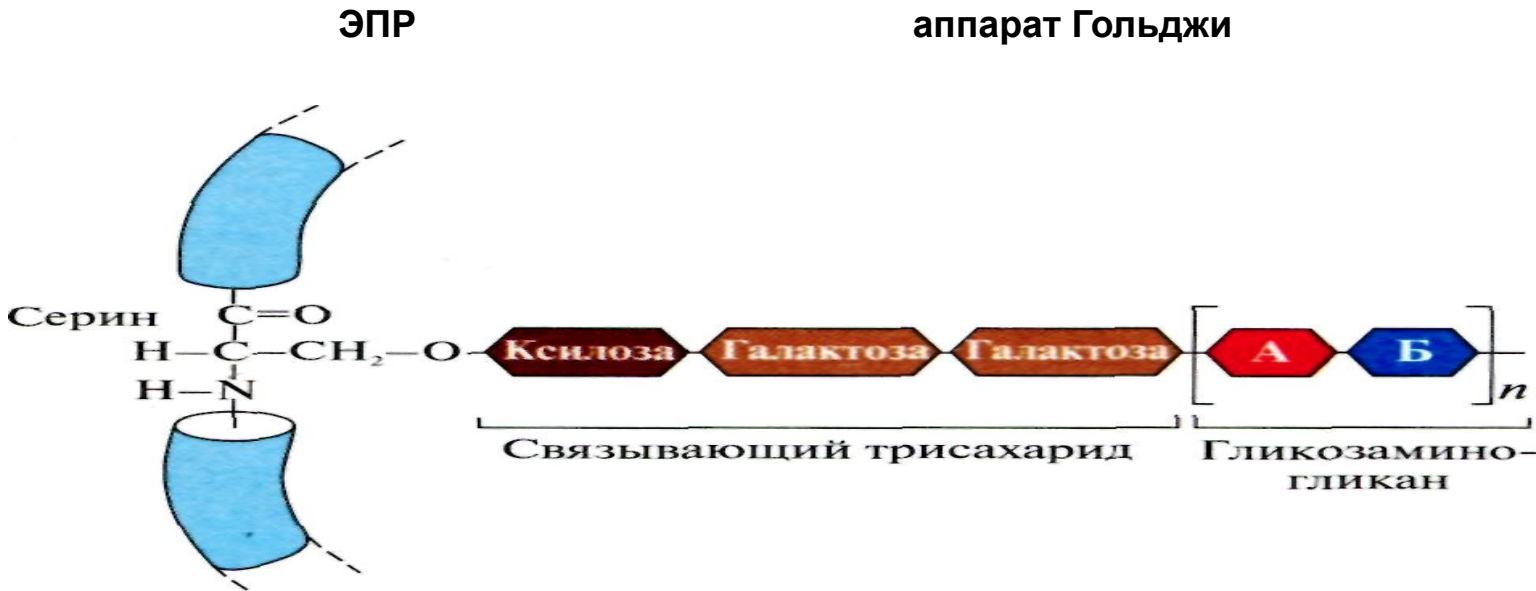 ЭПР аппарат Гольджи
Серин C=O
H–C–CH₂–O– Ксилоза Галактоза Галактоза А Б
H–N n
Связывающий трисахарид Гликозамино-
гликан